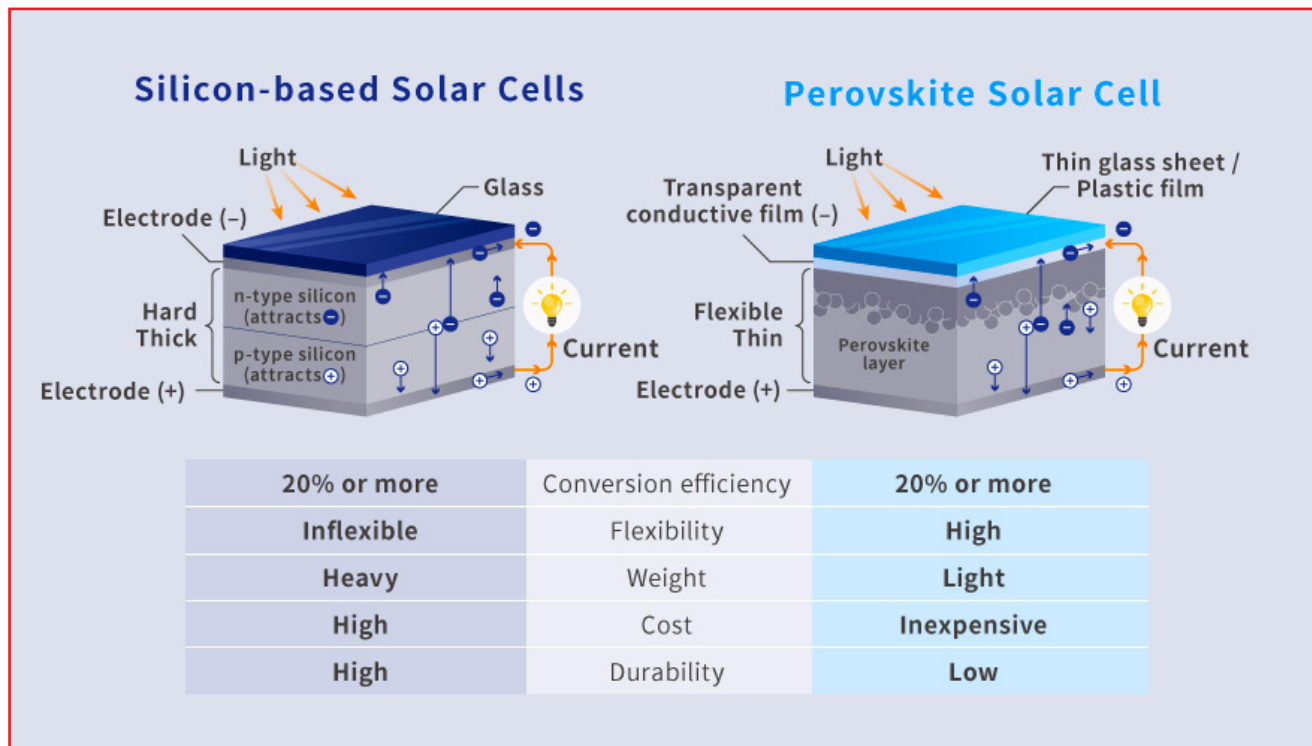 Silicon-based Solar Cells
Light
Glass
Electrode (–)
Hard
Thick
n-type silicon
(attracts–)
p-type silicon
(attracts+)
Electrode (+)
Current
Perovskite Solar Cell
Light
Thin glass sheet /
Plastic film
Transparent
conductive film (–)
Flexible
Thin
Perovskite
layer
Electrode (+)
Current
20% or more Conversion efficiency 20% or more
Inflexible Flexibility High
Heavy Weight Light
High Cost Inexpensive
High Durability Low